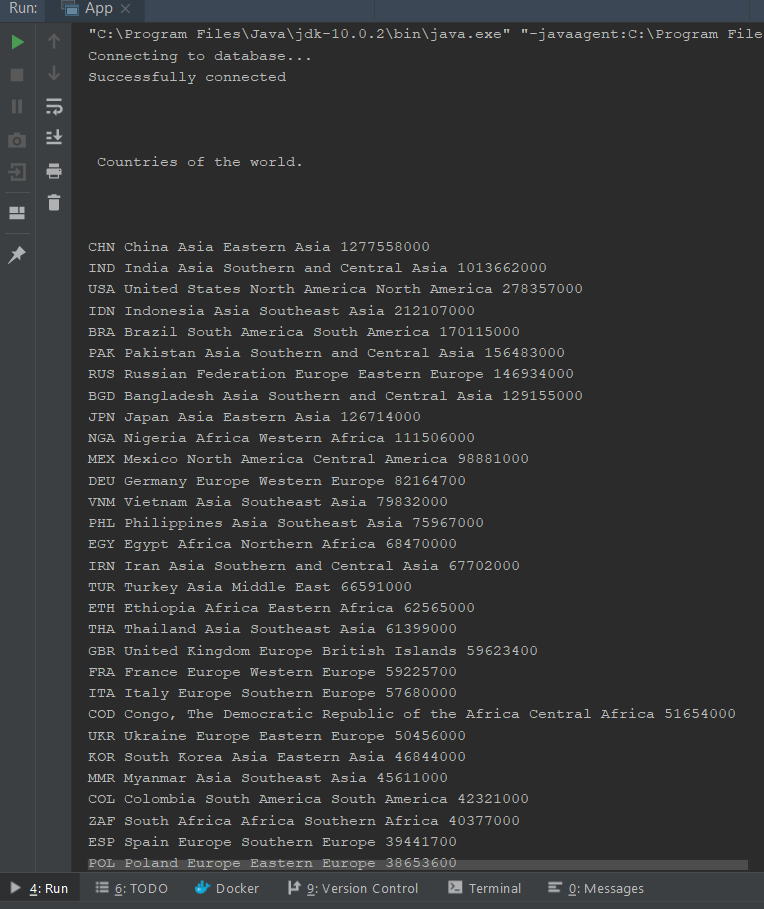 Run: App
"C:\Program Files\Java\jdk-10.0.2\bin\java.exe" "-javaagent:C:\Program File
Connecting to database...
Successfully connected
Countries of the world.
CHN China Asia Eastern Asia 1277558000
IND India Asia Southern and Central Asia 1013662000
USA United States North America North America 278357000
IDN Indonesia Asia Southeast Asia 212107000
BRA Brazil South America South America 170115000
PAK Pakistan Asia Southern and Central Asia 156483000
RUS Russian Federation Europe Eastern Europe 146934000
BGD Bangladesh Asia Southern and Central Asia 129155000
JPN Japan Asia Eastern Asia 126714000
NGA Nigeria Africa Western Africa 111506000
MEX Mexico North America Central America 98881000
DEU Germany Europe Western Europe 82164700
VNM Vietnam Asia Southeast Asia 79832000
PHL Philippines Asia Southeast Asia 75967000
EGY Egypt Africa Northern Africa 68470000
IRN Iran Asia Southern and Central Asia 67702000
TUR Turkey Asia Middle East 66591000
ETH Ethiopia Africa Eastern Africa 62565000
THA Thailand Asia Southeast Asia 61399000
GBR United Kingdom Europe British Islands 59623400
FRA France Europe Western Europe 59225700
ITA Italy Europe Southern Europe 57680000
COD Congo, The Democratic Republic of the Africa Central Africa 51654000
UKR Ukraine Europe Eastern Europe 50456000
KOR South Korea Asia Eastern Asia 46844000
MMR Myanmar Asia Southeast Asia 45611000
COL Colombia South America South America 42321000
ZAF South Africa Africa Southern Africa 40377000
ESP Spain Europe Southern Europe 39441700
POL Poland Europe Eastern Europe 38653600
4: Run 6: TODO Docker 9: Version Control Terminal 0: Messages